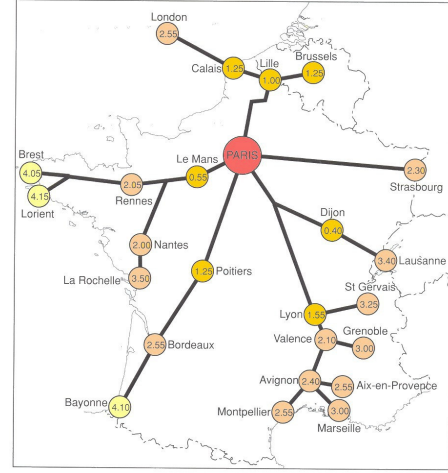 London
2.55
Calais
1.25
Lille
1.00
Brussels
1.25
PARIS
Brest
4.05
4.15
Lorient
2.05
Rennes
Le Mans
0.55
2.30
Strasbourg
Dijon
0.40
3.40
Lausanne
2.00
Nantes
La Rochelle
3.50
1.25
Poitiers
St Gervais
3.25
Lyon
1.55
Valence
2.10
Grenoble
3.00
2.55
Bordeaux
Avignon
2.40
2.55
Aix-en-Provence
Bayonne
4.10
Montpellier
2.55
3.00
Marseille